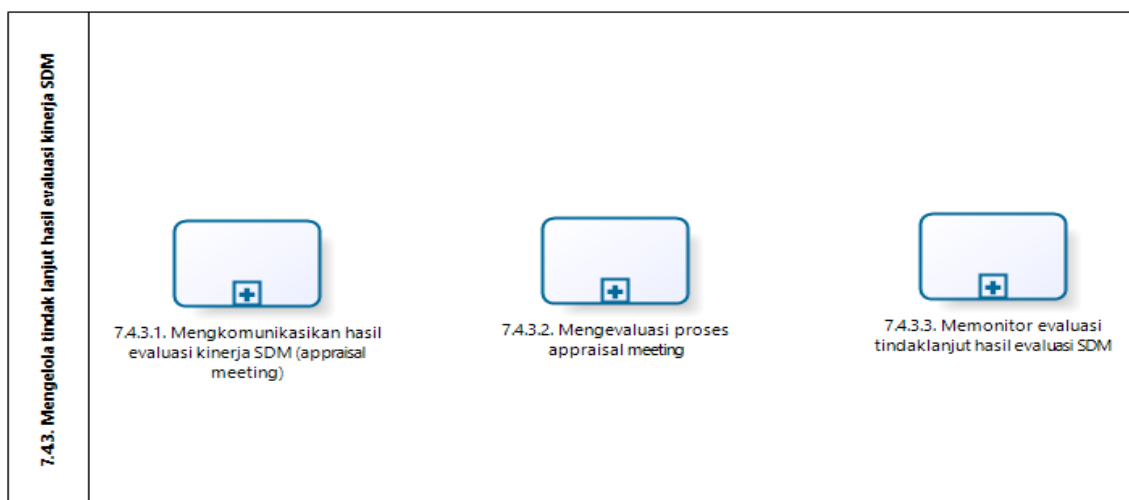 7.4.3. Mengelola tindak lanjut hasil evaluasi kinerja SDM
7.4.3.1. Mengkomunikasikan hasil
evaluasi kinerja SDM (appraisal
meeting)
7.4.3.2. Mengevaluasi proses
appraisal meeting
7.4.3.3. Memonitor evaluasi
tindaklanjut hasil evaluasi SDM